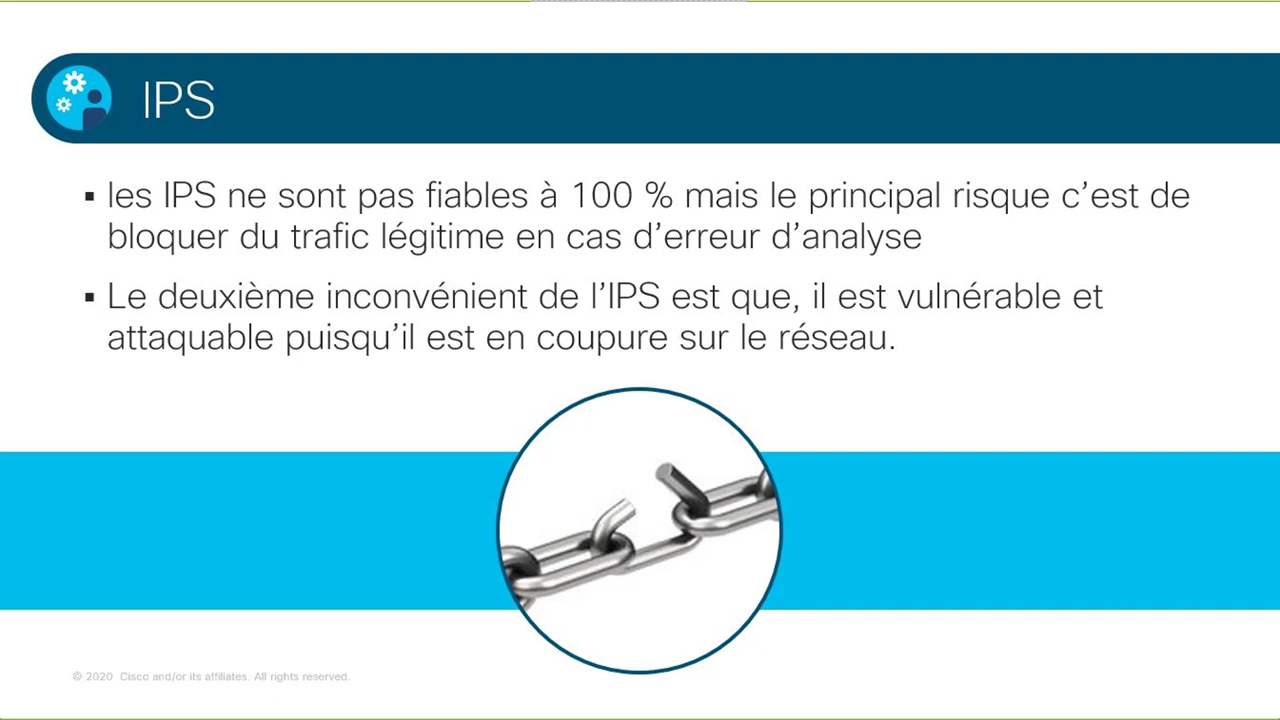 IPS
▪ les IPS ne sont pas fiables à 100 % mais le principal risque c’est de
bloquer du trafic légitime en cas d’erreur d’analyse
▪ Le deuxième inconvénient de l’IPS est que, il est vulnérable et
attaquable puisqu’il est en coupure sur le réseau.
© 2020 Cisco and/or its affiliates. All rights reserved.